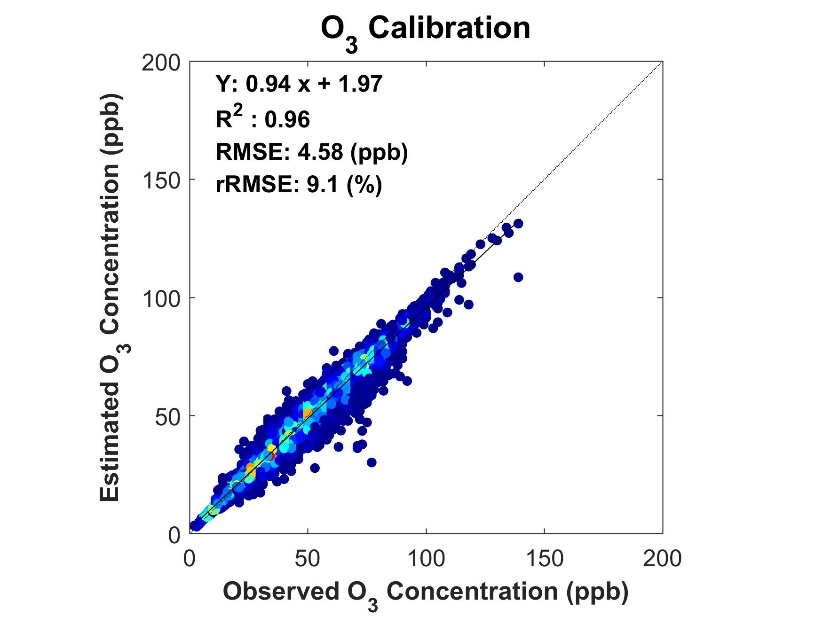 O3 Calibration
Y: 0.94 x + 1.97
R2 : 0.96
RMSE: 4.58 (ppb)
rRMSE: 9.1 (%)
200
150
100
50
0
Estimated O3 Concentration (ppb)
0 50 100 150 200
Observed O3 Concentration (ppb)